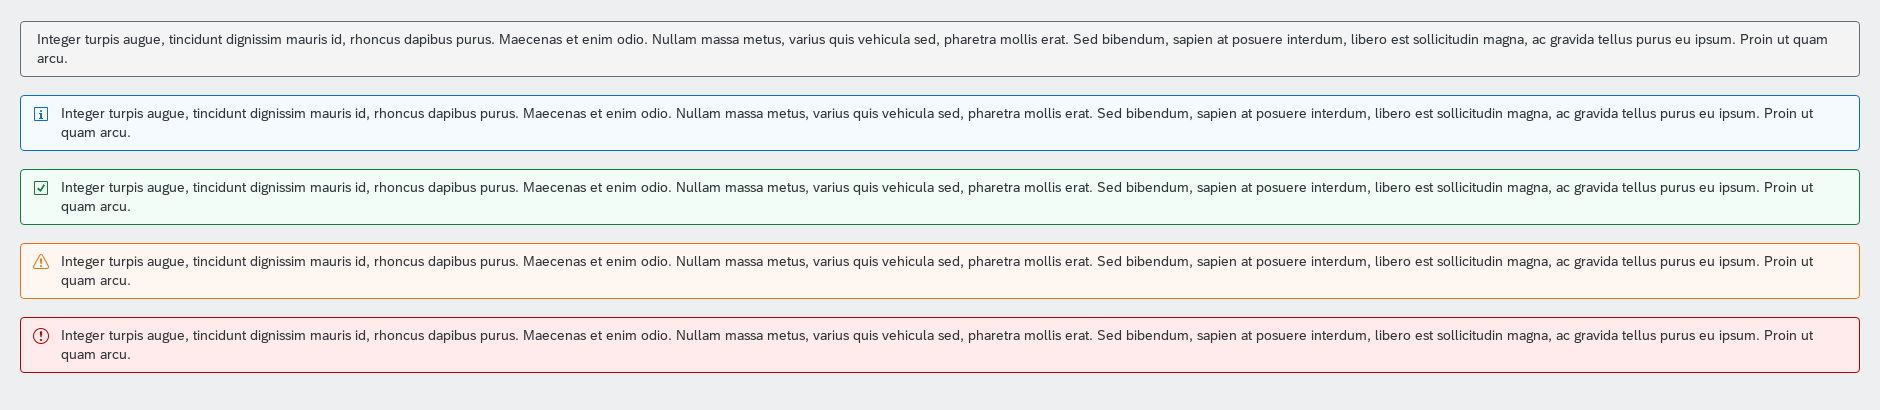 Integer turpis augue, tincidunt dignissim mauris id, rhoncus dapibus purus. Maecenas et enim odio. Nullam massa metus, varius quis vehicula sed, pharetra mollis erat. Sed bibendum, sapien at posuere interdum, libero est sollicitudin magna, ac gravida tellus purus eu ipsum. Proin ut quam
arcu.
Integer turpis augue, tincidunt dignissim mauris id, rhoncus dapibus purus. Maecenas et enim odio. Nullam massa metus, varius quis vehicula sed, pharetra mollis erat. Sed bibendum, sapien at posuere interdum, libero est sollicitudin magna, ac gravida tellus purus eu ipsum. Proin ut
quam arcu.
Integer turpis augue, tincidunt dignissim mauris id, rhoncus dapibus purus. Maecenas et enim odio. Nullam massa metus, varius quis vehicula sed, pharetra mollis erat. Sed bibendum, sapien at posuere interdum, libero est sollicitudin magna, ac gravida tellus purus eu ipsum. Proin ut
quam arcu.
Integer turpis augue, tincidunt dignissim mauris id, rhoncus dapibus purus. Maecenas et enim odio. Nullam massa metus, varius quis vehicula sed, pharetra mollis erat. Sed bibendum, sapien at posuere interdum, libero est sollicitudin magna, ac gravida tellus purus eu ipsum. Proin ut
quam arcu.
Integer turpis augue, tincidunt dignissim mauris id, rhoncus dapibus purus. Maecenas et enim odio. Nullam massa metus, varius quis vehicula sed, pharetra mollis erat. Sed bibendum, sapien at posuere interdum, libero est sollicitudin magna, ac gravida tellus purus eu ipsum. Proin ut
quam arcu.